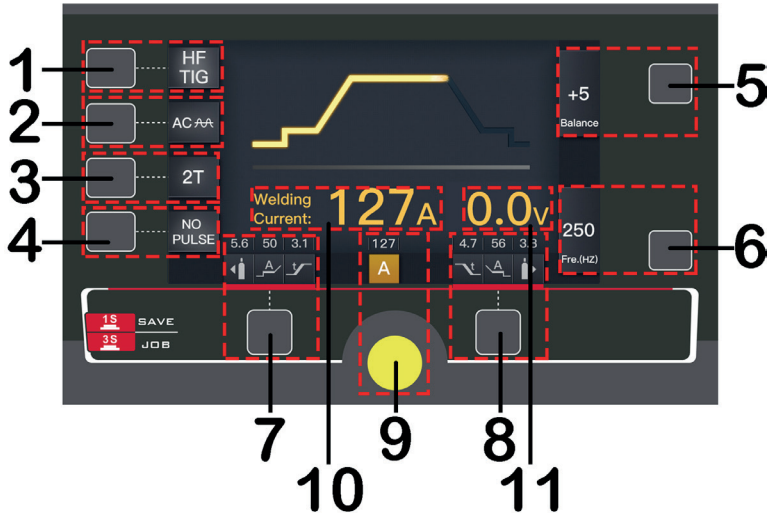 1
HF
TIG
2
AC
3
2T
4
NO
PULSE
+5
Balance
5
250
Fre.(HZ)
6
Welding
Current:
127A
0.0V
5.6 50 3.1
127
4.7 56 3.3
A t
A
t A
1S SAVE
3S JOB
7
9
8
10
11